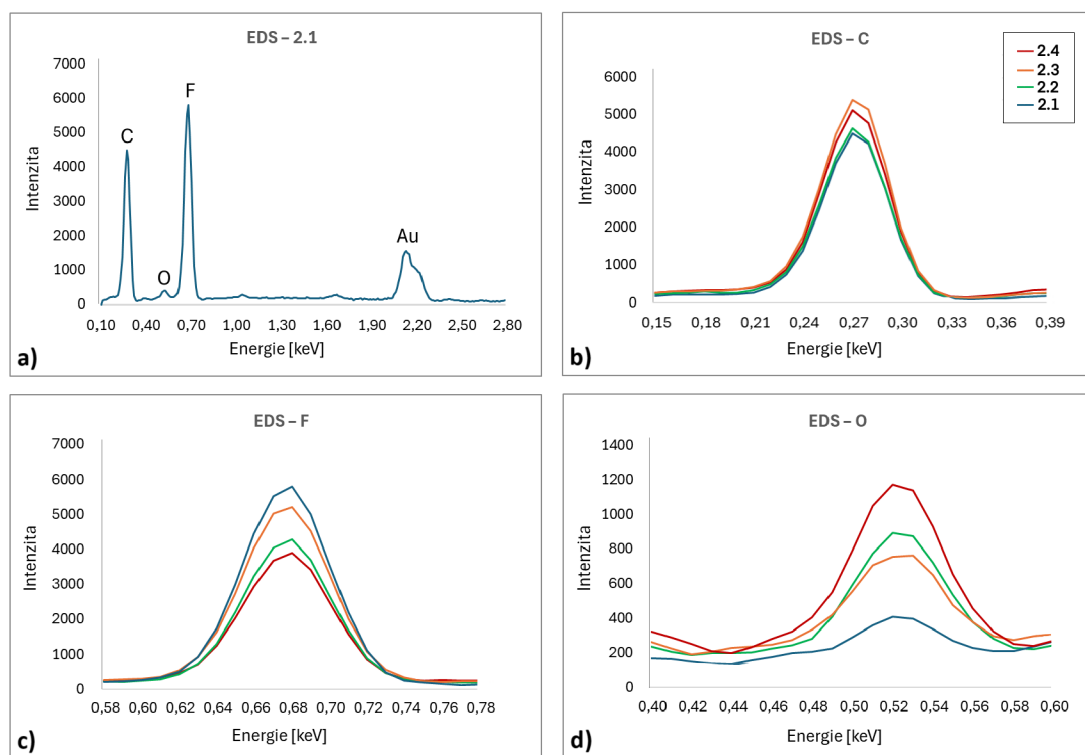 EDS – 2.1
7000
6000
5000
4000
3000
2000
1000
0
Intenzita
C
O
F
Au
0,10 0,40 0,70 1,00 1,30 1,60 1,90 2,20 2,50 2,80
Energie [keV]
a)
EDS – C
2.4
2.3
2.2
2.1
6000
5000
4000
3000
2000
1000
0
Intenzita
0,15 0,18 0,21 0,24 0,27 0,30 0,33 0,36 0,39
Energie [keV]
b)
EDS – F
7000
6000
5000
4000
3000
2000
1000
0
Intenzita
0,58 0,60 0,62 0,64 0,66 0,68 0,70 0,72 0,74 0,76 0,78
Energie [keV]
c)
EDS – O
1400
1200
1000
800
600
400
200
0
Intenzita
0,40 0,42 0,44 0,46 0,48 0,50 0,52 0,54 0,56 0,58 0,60
Energie [keV]
d)